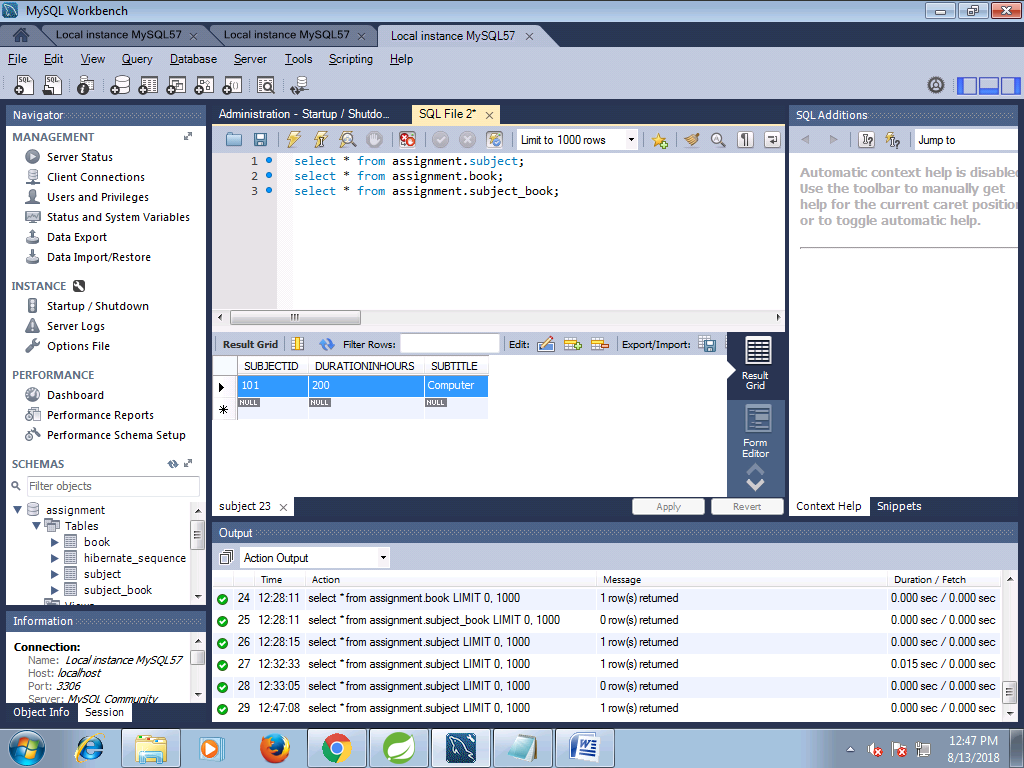 MySQL Workbench
Local instance MySQL57 Local instance MySQL57 Local instance MySQL57
File Edit View Query Database Server Tools Scripting Help
Navigator
MANAGEMENT
Server Status
Client Connections
Users and Privileges
Status and System Variables
Data Export
Data Import/Restore
INSTANCE
Startup / Shutdown
Server Logs
Options File
PERFORMANCE
Dashboard
Performance Reports
Performance Schema Setup
SCHEMAS
Filter objects
assignment
Tables
book
hibernate_sequence
subject
subject_book
Views
Information
Connection:
Name: Local instance MySQL57
Host: localhost
Port: 3306
Server: MySQL Community
Object Info Session
Administration - Startup / Shutdo... SQL File 2*
Limit to 1000 rows
1 select * from assignment.subject;
2 select * from assignment.book;
3 select * from assignment.subject_book;
Result Grid Filter Rows: Edit: Export/Import:
SUBJECTID DURATIONINHOURS SUBTITLE
101 200 Computer
NULL NULL NULL
Result
Grid
Form
Editor
subject 23 Apply Revert
SQL Additions
Jump to
Automatic context help is disabled
Use the toolbar to manually get
help for the current caret position
or to toggle automatic help.
Context Help Snippets
Output
Action Output
Time Action Message Duration / Fetch
24 12:28:11 select * from assignment.book LIMIT 0, 1000 1 row(s) returned 0.000 sec / 0.000 sec
25 12:28:11 select * from assignment.subject_book LIMIT 0, 1000 0 row(s) returned 0.000 sec / 0.000 sec
26 12:28:15 select * from assignment.subject LIMIT 0, 1000 1 row(s) returned 0.000 sec / 0.000 sec
27 12:32:33 select * from assignment.subject LIMIT 0, 1000 1 row(s) returned 0.015 sec / 0.000 sec
28 12:33:05 select * from assignment.subject LIMIT 0, 1000 0 row(s) returned 0.000 sec / 0.000 sec
29 12:47:08 select * from assignment.subject LIMIT 0, 1000 1 row(s) returned 0.000 sec / 0.000 sec
12:47 PM
8/13/2018